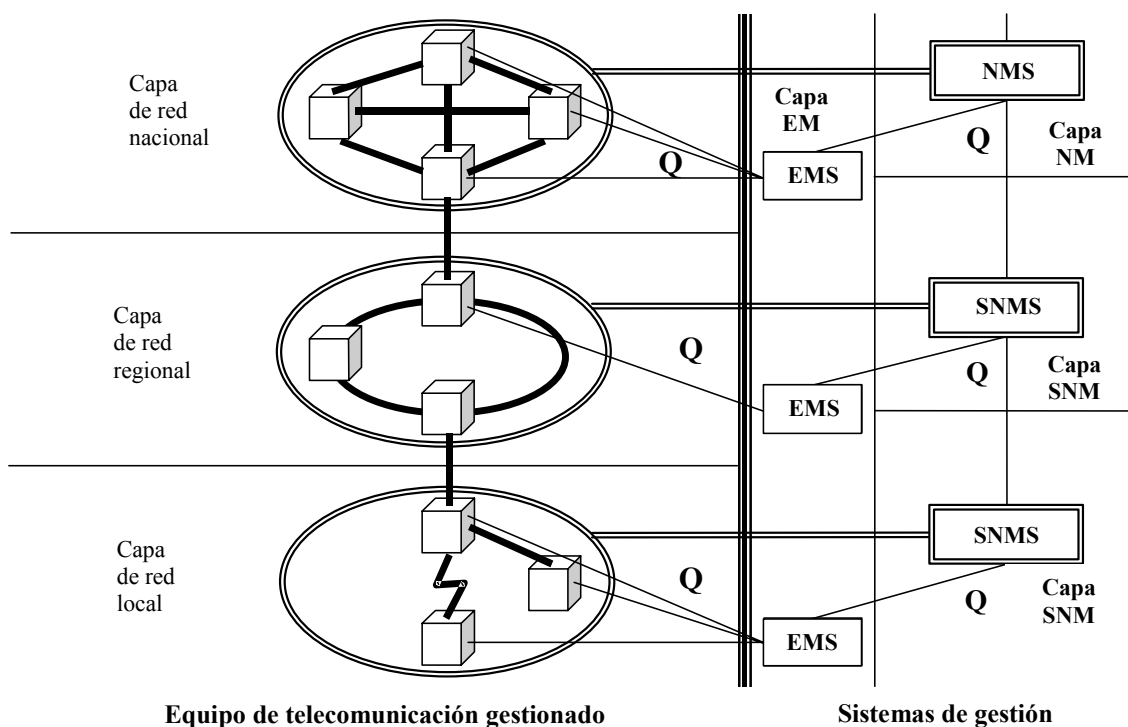 Capa
de red
nacional
Q
Capa
EM
EMS
NMS
Q
Capa
NM
Capa
de red
regional
Q
EMS
SNMS
Q
Capa
SNM
Capa
de red
local
Q
EMS
SNMS
Q
Capa
SNM
Equipo de telecomunicación gestionado
Sistemas de gestión